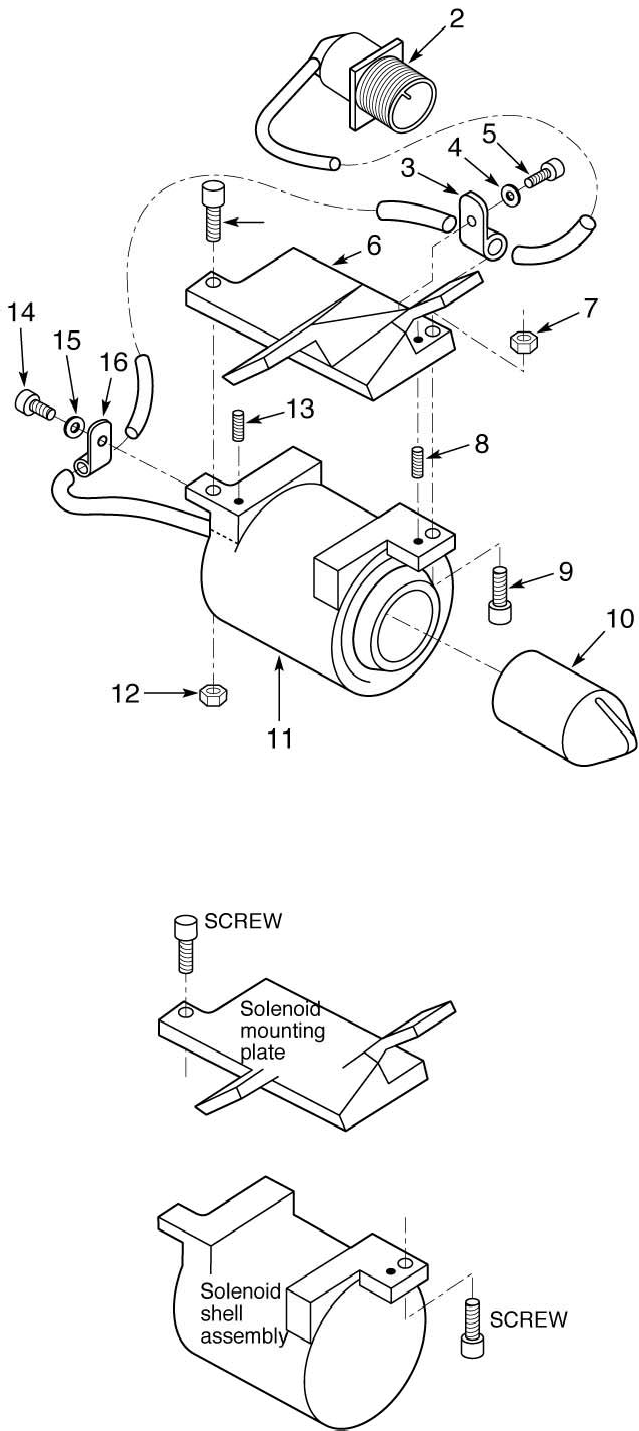 2
5
4
3
6
7
14
15
16
13
8
9
10
12
11
SCREW
Solenoid
mounting
plate
Solenoid
shell
assembly
SCREW